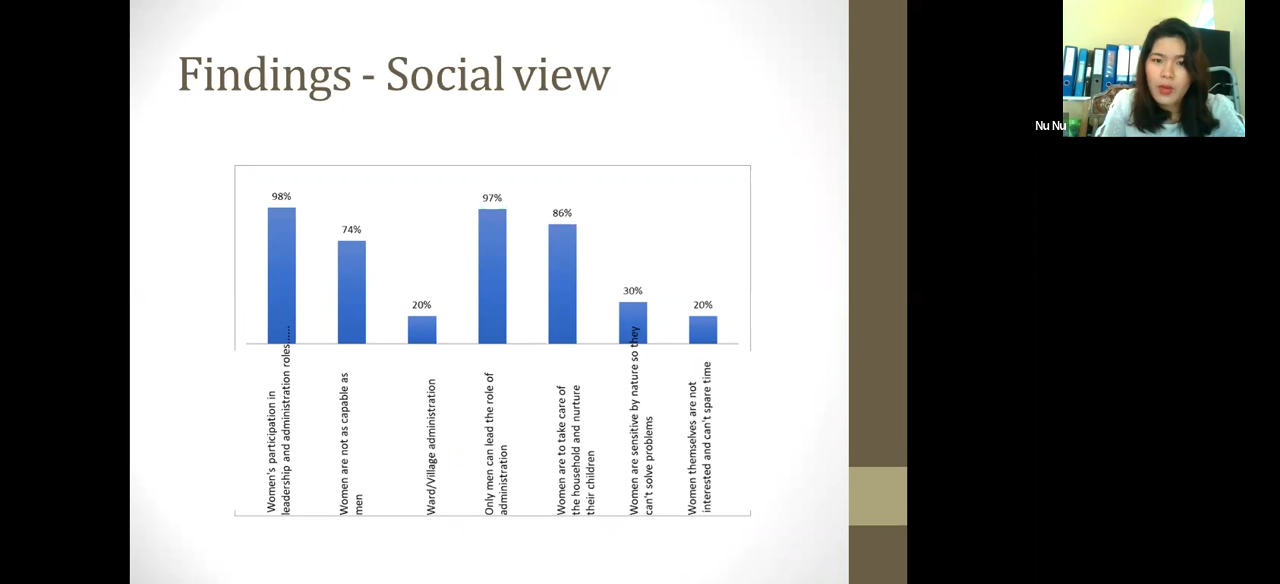 Findings - Social view
Nu Nu
98%
74%
20%
97%
86%
30%
20%
Women's participation in
leadership and administration roles......
Women are not as capable as
men
Ward/Village administration
Only men can lead the role of
administration
Women are to take care of
the household and nurture
their children
Women are sensitive by nature so they
can't solve problems
Women themselves are not
interested and can't spare time